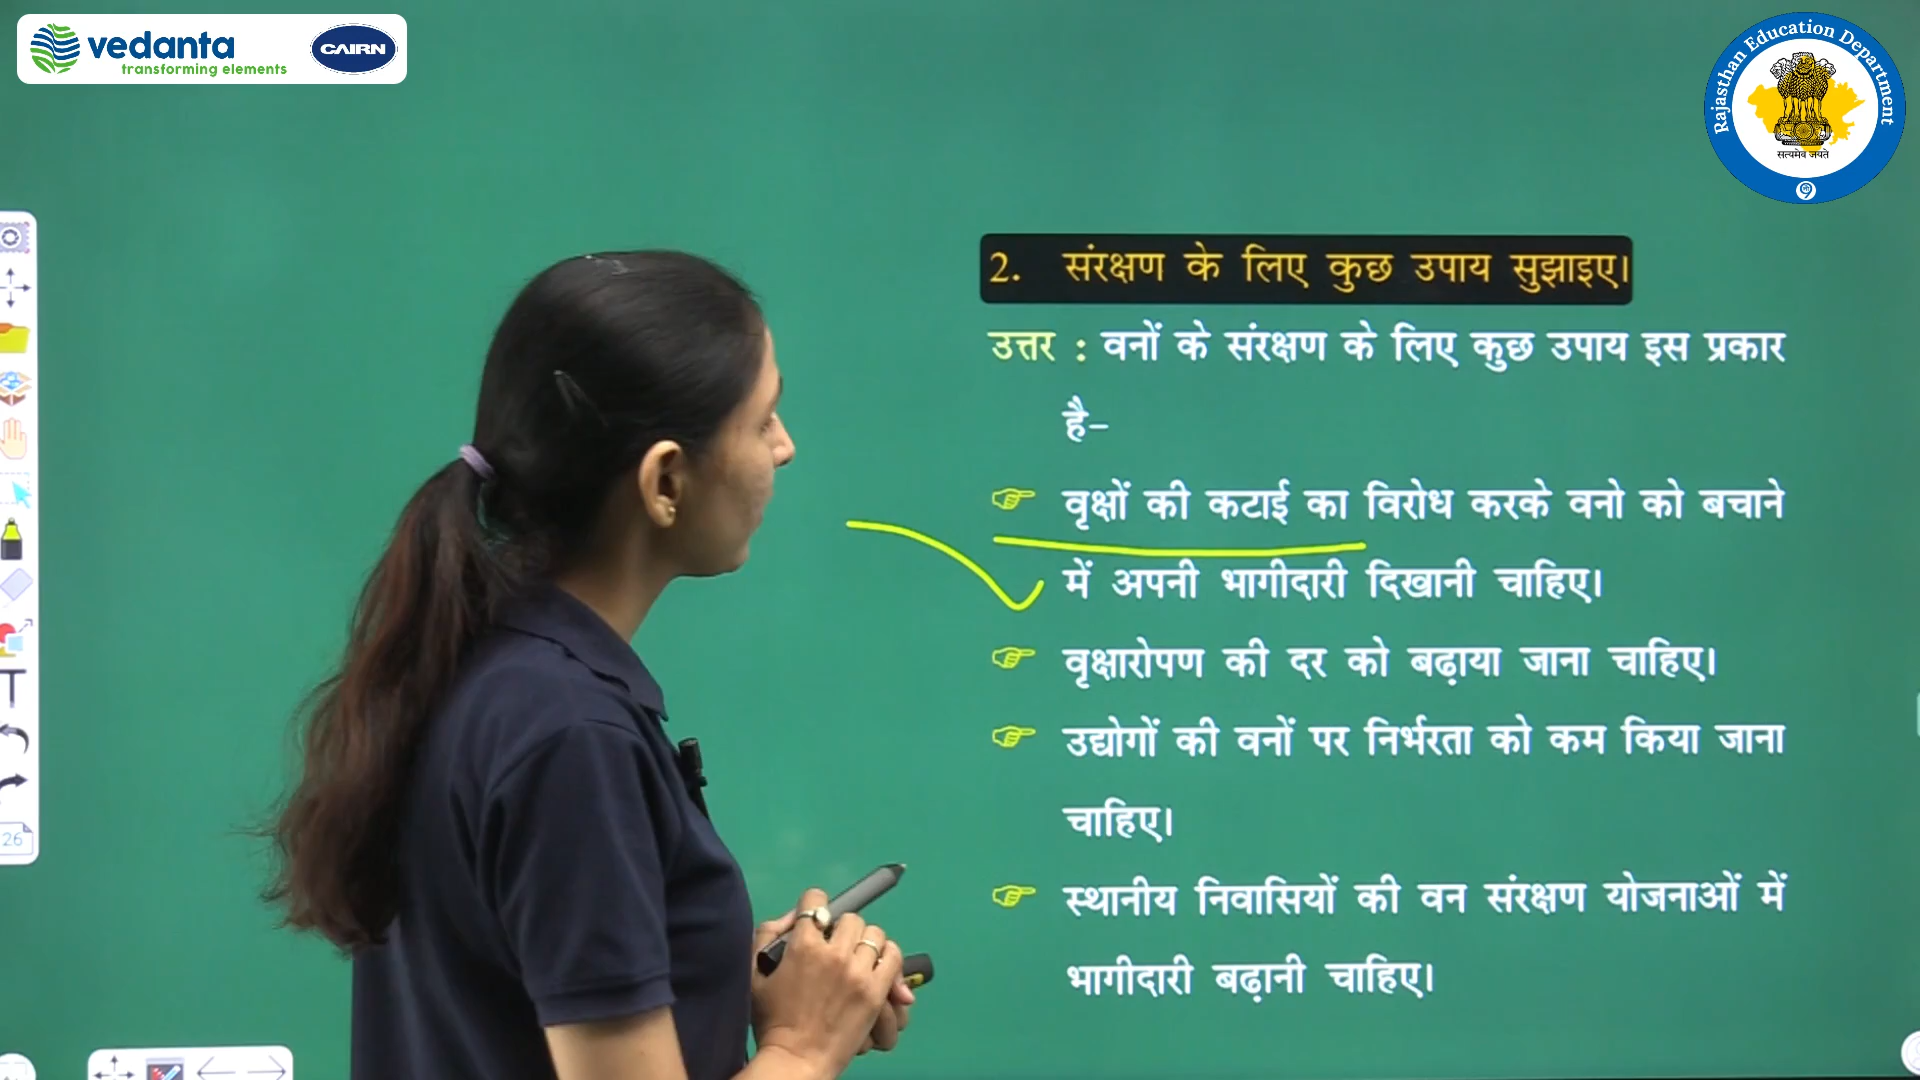 vedanta
transforming elements
CAIRN
Rajasthan Education Department
सत्यमेव जयते
2. संरक्षण के लिए कुछ उपाय सुझाइए।
उत्तर : वनों के संरक्षण के लिए कुछ उपाय इस प्रकार
है–
वृक्षों की कटाई का विरोध करके वनो को बचाने
में अपनी भागीदारी दिखानी चाहिए।
वृक्षारोपण की दर को बढ़ाया जाना चाहिए।
उद्योगों की वनों पर निर्भरता को कम किया जाना
चाहिए।
स्थानीय निवासियों की वन संरक्षण योजनाओं में
भागीदारी बढ़ानी चाहिए।
T
26